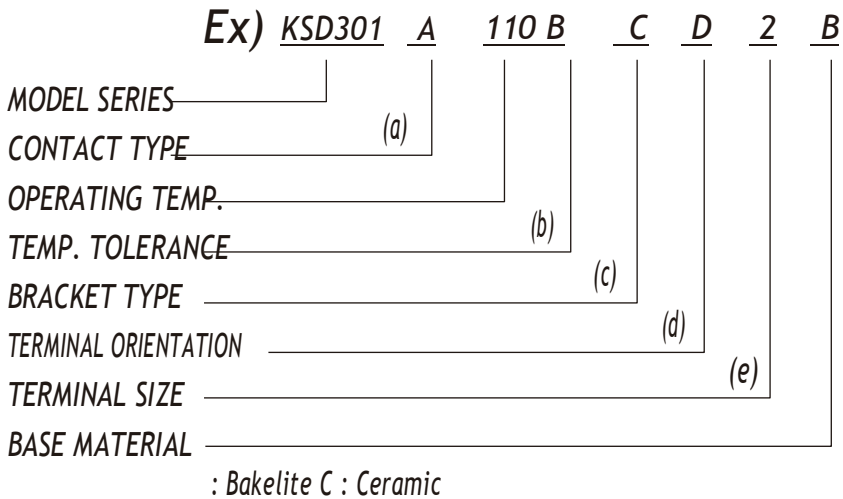 Ex) KSD301 A 110 B C D 2 B
MODEL SERIES
(a)
CONTACT TYPE
OPERATING TEMP.
(b)
TEMP. TOLERANCE
(c)
BRACKET TYPE
(d)
TERMINAL ORIENTATION
(e)
TERMINAL SIZE
BASE MATERIAL
: Bakelite C : Ceramic